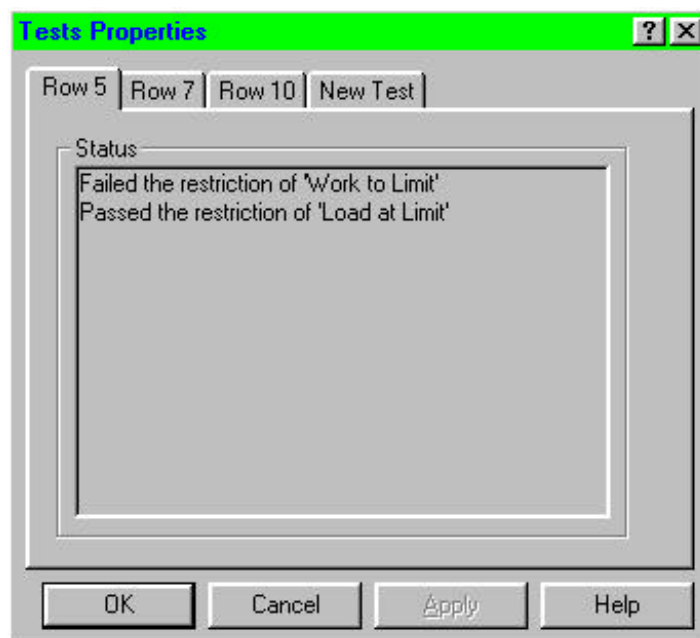 Tests Properties
? X
Row 5 Row 7 Row 10 New Test
Status
Failed the restriction of 'Work to Limit'
Passed the restriction of 'Load at Limit'
OK Cancel Apply Help